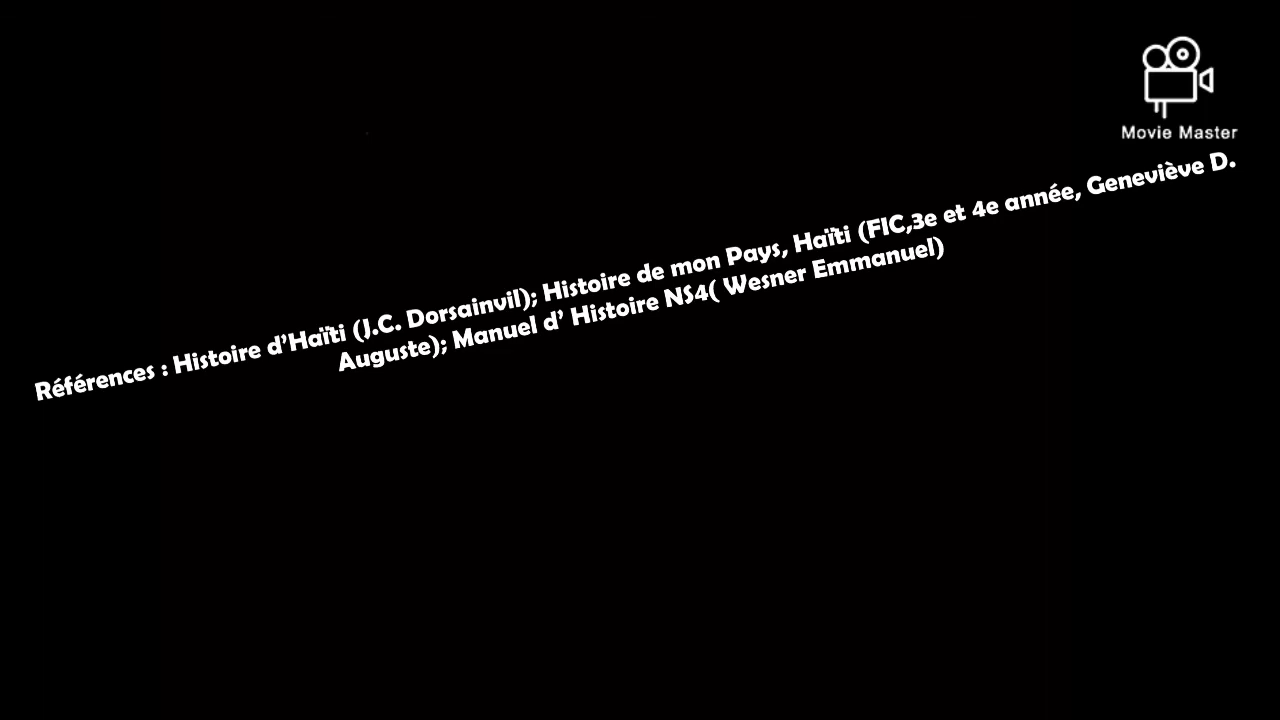 Movie Master
Références : Histoire d’Haïti (J.C. Dorsainvil); Histoire de mon Pays, Haïti (FIC,3e et 4e année, Geneviève D.
Auguste); Manuel d’ Histoire NS4( Wesner Emmanuel)